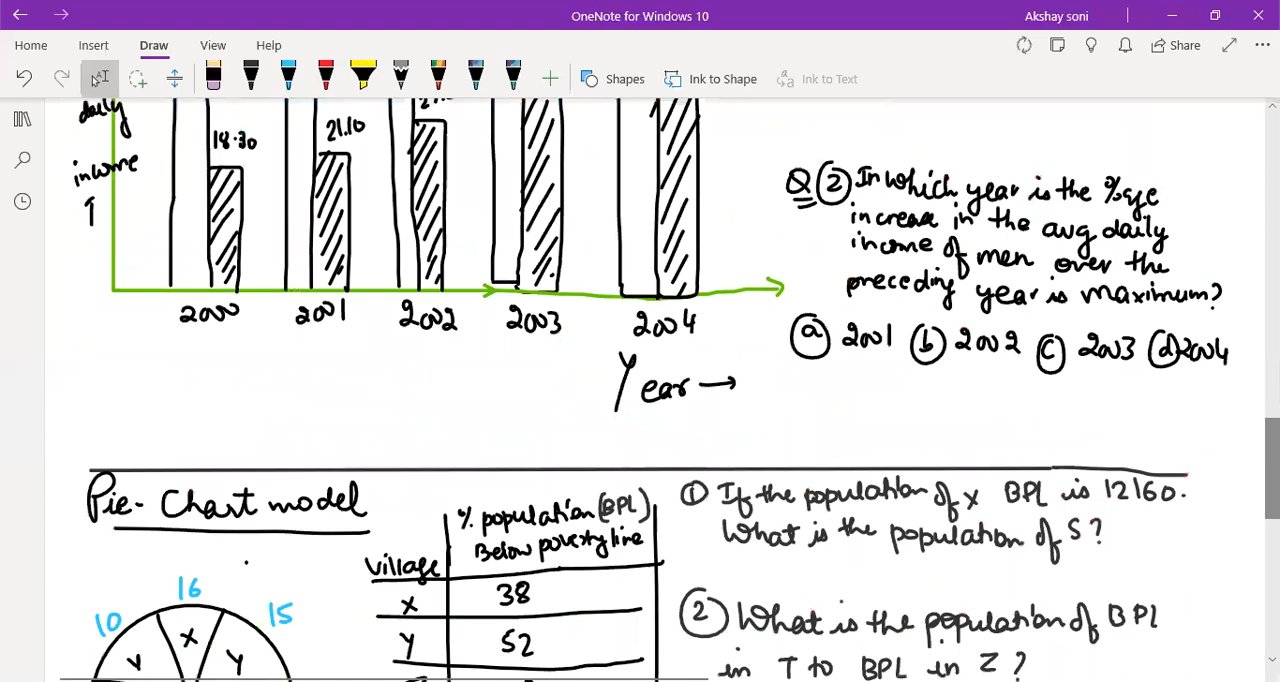 OneNote for Windows 10
Akshay soni
Home Insert Draw View Help
Share
Shapes
Ink to Shape
Ink to Text
daily
income
18.30
21.10
2000 2001 2002 2003 2004
Year
Q 2 In which year is the %age
increase in the avg daily
income of men over the
preceding year is maximum?
a 2001 b 2002 c 2003 d 2004
Pie-Chart model
% population (BPL)
Below poverty line
Village
X 38
Y 52
10 16 15
V X Y
1 If the population of X BPL is 12160.
What is the population of S?
2 What is the population of BPL
in T to BPL in Z?